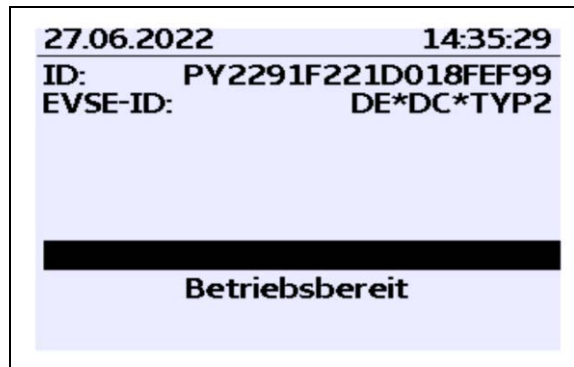 27.06.2022 14:35:29
ID: PY2291F221D018FEF99
EVSE-ID: DE*DC*TYP2
Betriebsbereit